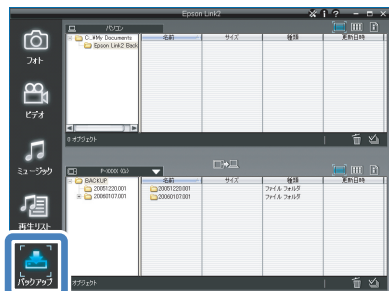 Epson Link2
フォト
ビデオ
ミュージック
再生リスト
バックアップ
パソコン
C:..¥My Documents
Epson Link2 Back
名前 サイズ 種類 更新日時
0 オブジェクト
P-XXXX (G:)
BACKUP
20051220.001
20060107.001
名前 サイズ 種類 更新日時
20051220.001 ファイル フォルダ
20060107.001 ファイル フォルダ
オブジェクト